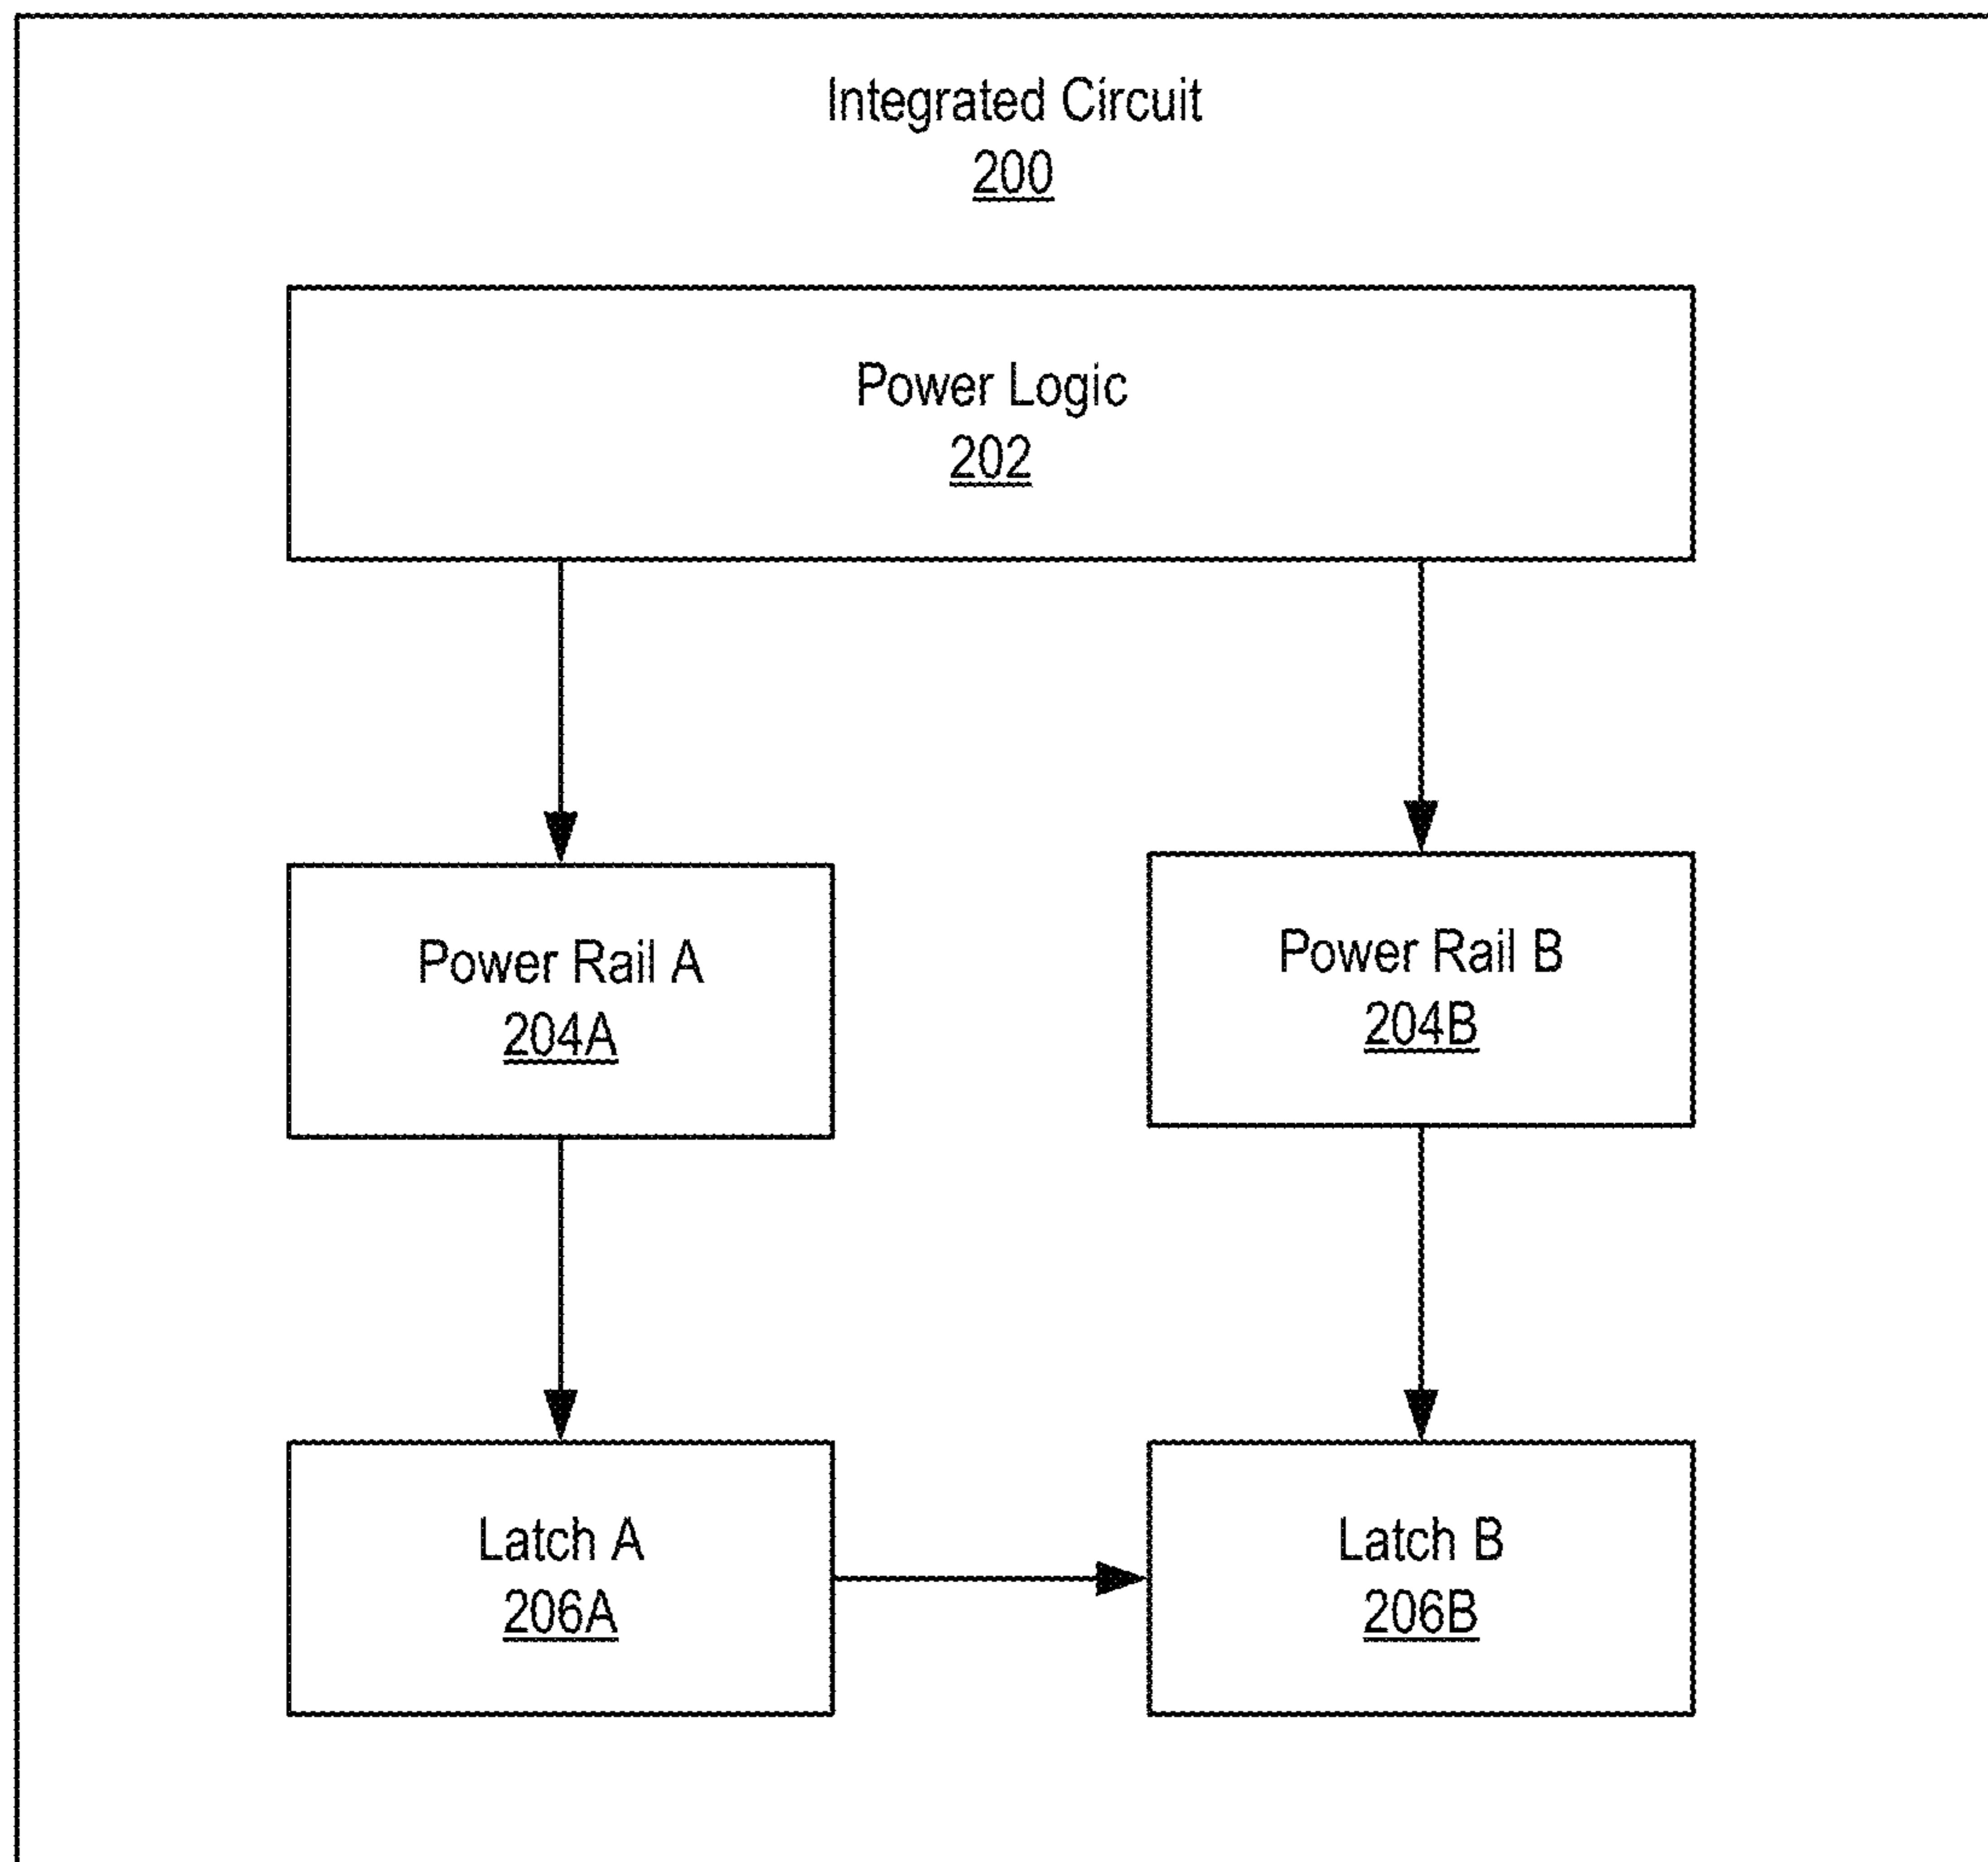 Integrated Circuit
200
Power Logic
202
Power Rail A
204A
Power Rail B
204B
Latch A
206A
Latch B
206B